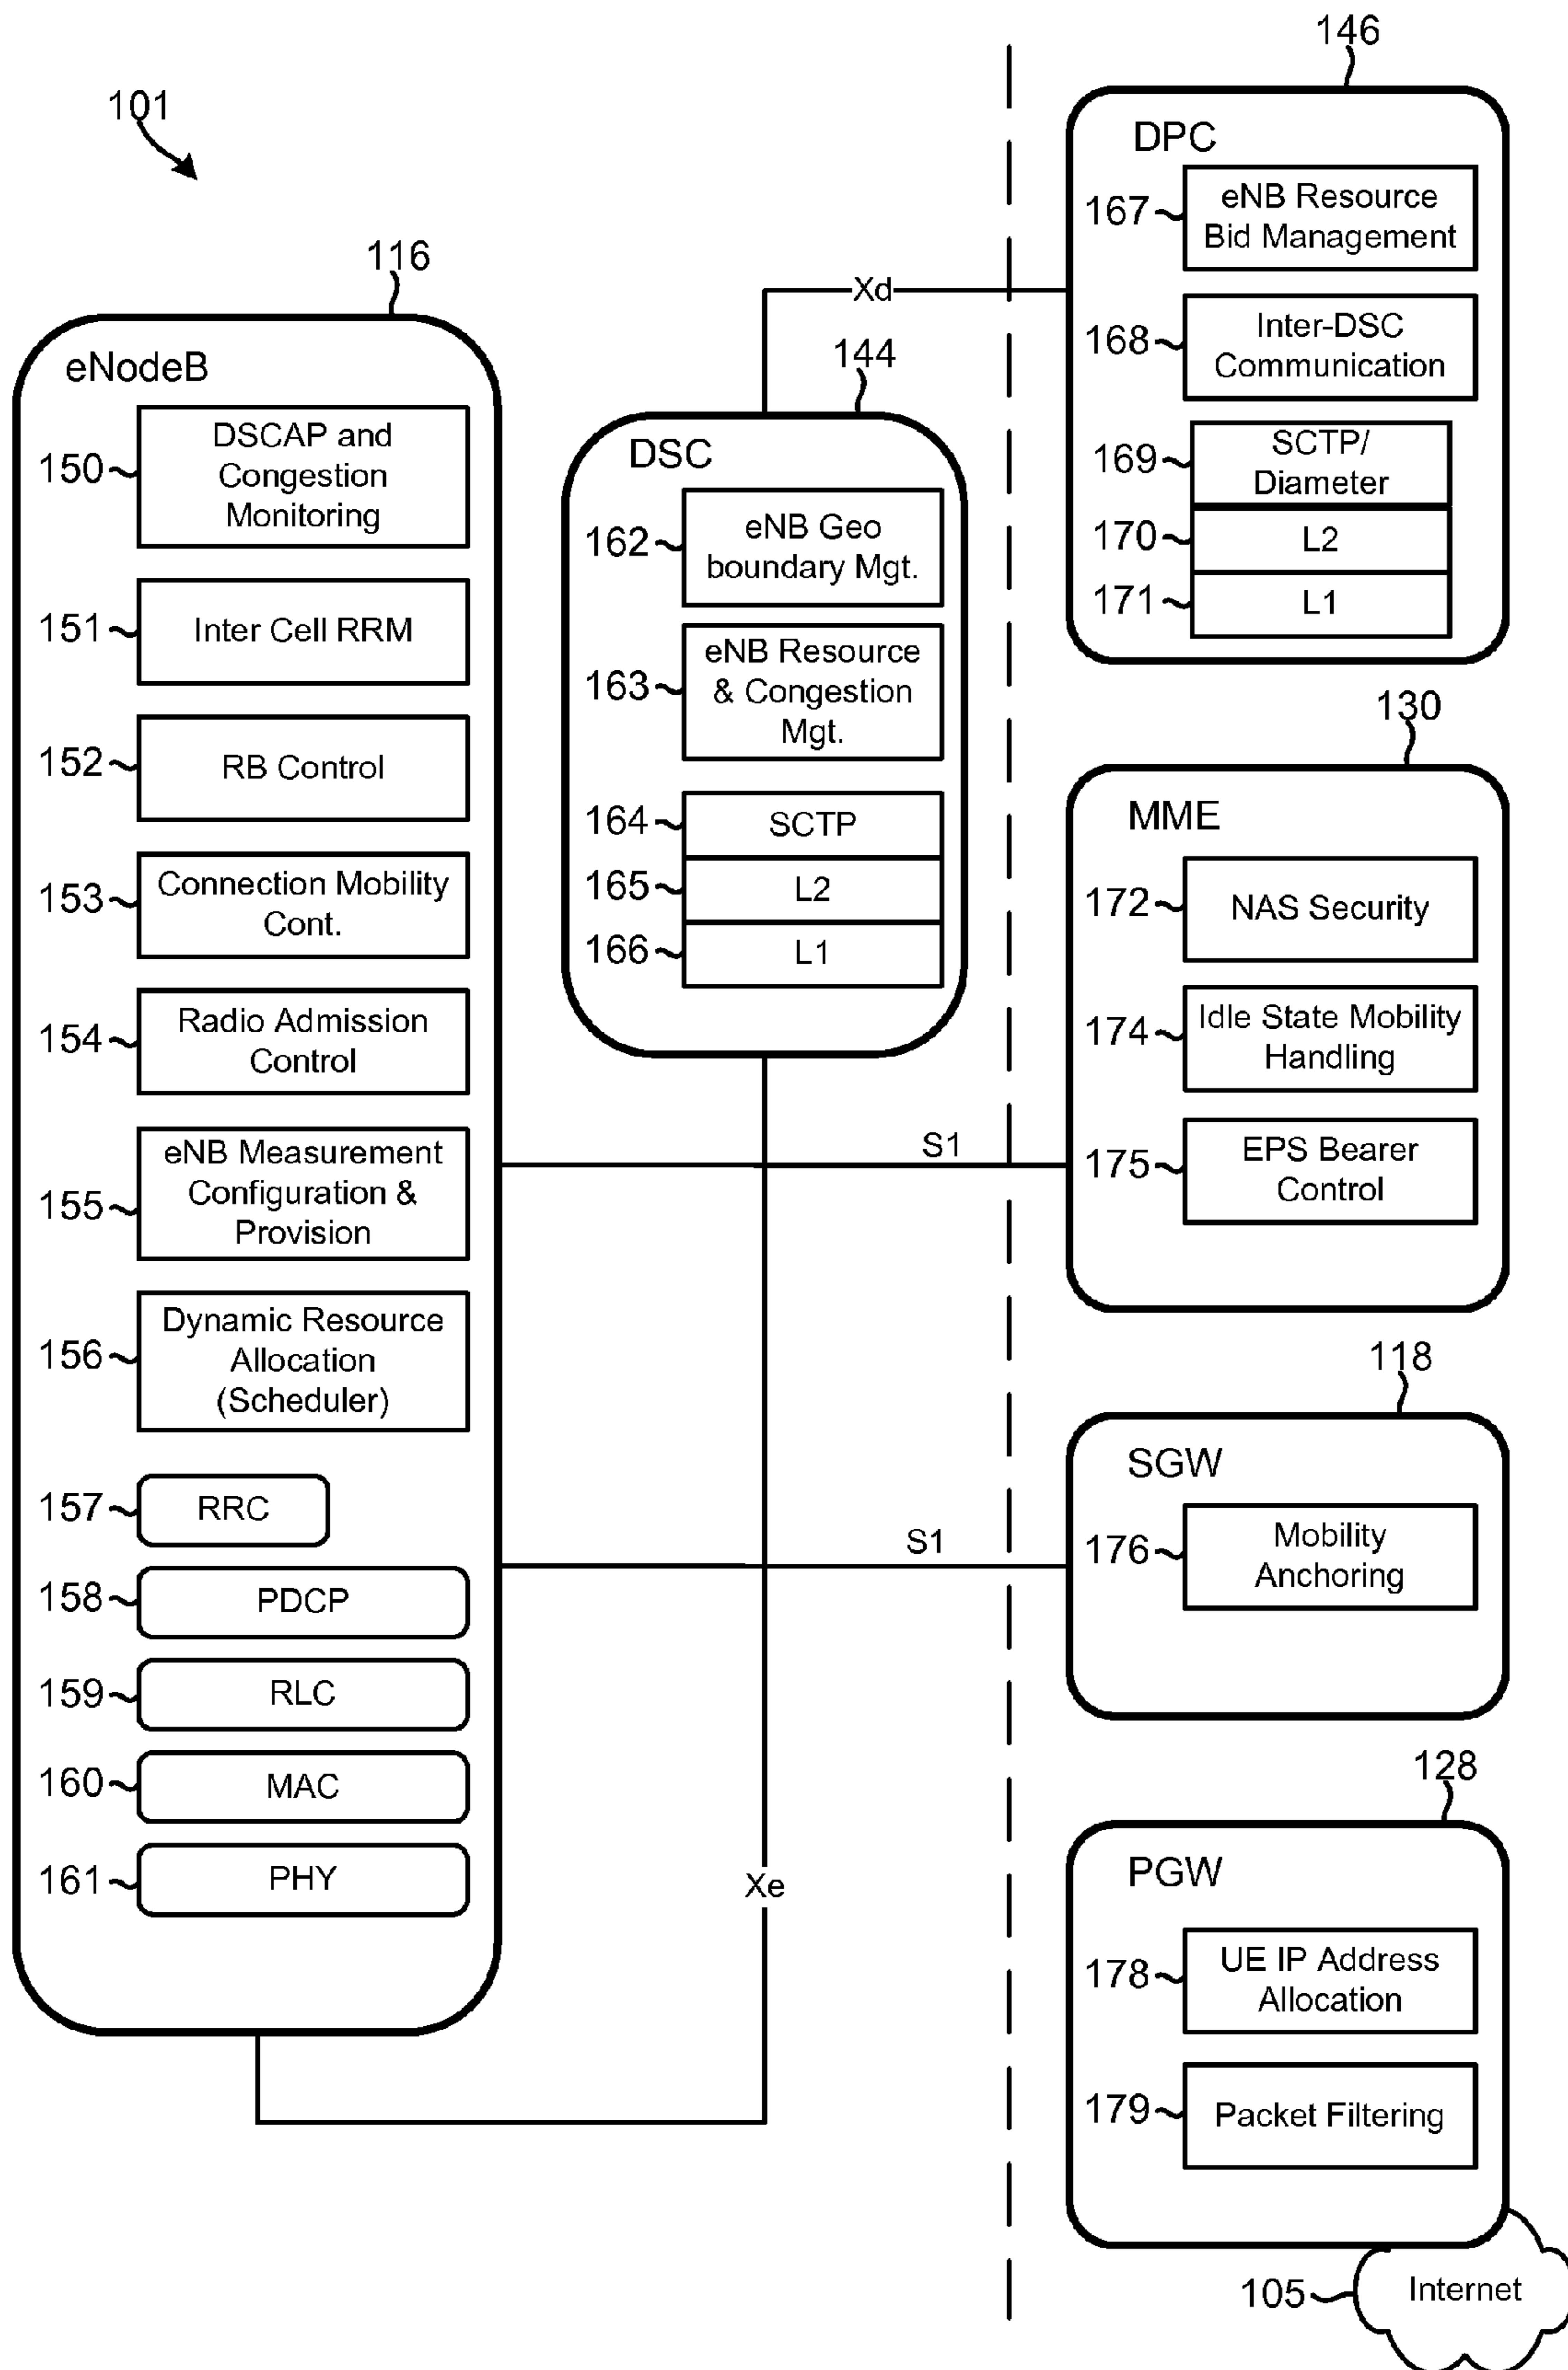 101
116
eNodeB
150
DSCAP and
Congestion
Monitoring
151
Inter Cell RRM
152
RB Control
153
Connection Mobility
Cont.
154
Radio Admission
Control
155
eNB Measurement
Configuration &
Provision
156
Dynamic Resource
Allocation
(Scheduler)
157
RRC
158
PDCP
159
RLC
160
MAC
161
PHY
Xd
144
DSC
162
eNB Geo
boundary Mgt.
163
eNB Resource
& Congestion
Mgt.
164
SCTP
165
L2
166
L1
S1
S1
Xe
146
DPC
167
eNB Resource
Bid Management
168
Inter-DSC
Communication
169
SCTP/
Diameter
170
L2
171
L1
130
MME
172
NAS Security
174
Idle State Mobility
Handling
175
EPS Bearer
Control
118
SGW
176
Mobility
Anchoring
128
PGW
178
UE IP Address
Allocation
179
Packet Filtering
105
Internet